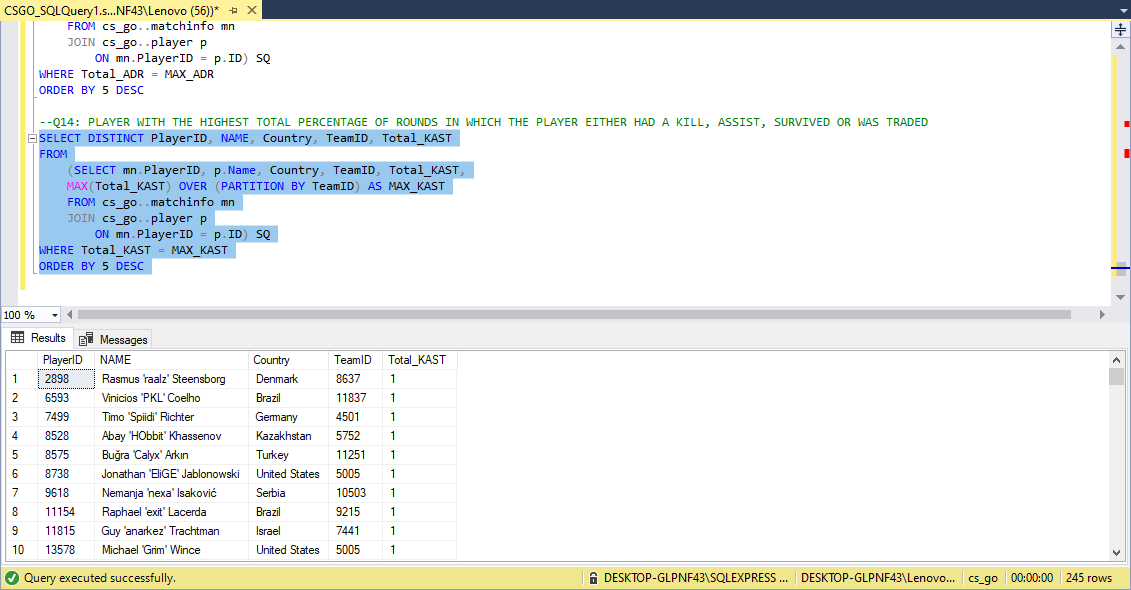 CSGO_SQLQuery1.s...NF43\Lenovo (56))*
FROM cs_go..matchinfo mn
JOIN cs_go..player p
ON mn.PlayerID = p.ID) SQ
WHERE Total_ADR = MAX_ADR
ORDER BY 5 DESC
--Q14: PLAYER WITH THE HIGHEST TOTAL PERCENTAGE OF ROUNDS IN WHICH THE PLAYER EITHER HAD A KILL, ASSIST, SURVIVED OR WAS TRADED
SELECT DISTINCT PlayerID, NAME, Country, TeamID, Total_KAST
FROM
(SELECT mn.PlayerID, p.Name, Country, TeamID, Total_KAST,
MAX(Total_KAST) OVER (PARTITION BY TeamID) AS MAX_KAST
FROM cs_go..matchinfo mn
JOIN cs_go..player p
ON mn.PlayerID = p.ID) SQ
WHERE Total_KAST = MAX_KAST
ORDER BY 5 DESC
100 %
Results Messages
PlayerID NAME Country TeamID Total_KAST
1 2898 Rasmus 'raalz' Steensborg Denmark 8637 1
2 6593 Vinicios 'PKL' Coelho Brazil 11837 1
3 7499 Timo 'Spiidi' Richter Germany 4501 1
4 8528 Abay 'HObbit' Khassenov Kazakhstan 5752 1
5 8575 Buğra 'Calyx' Arkın Turkey 11251 1
6 8738 Jonathan 'EliGE' Jablonowski United States 5005 1
7 9618 Nemanja 'nexa' Isaković Serbia 10503 1
8 11154 Raphael 'exit' Lacerda Brazil 9215 1
9 11815 Guy 'anarkez' Trachtman Israel 7441 1
10 13578 Michael 'Grim' Wince United States 5005 1
Query executed successfully. DESKTOP-GLPNF43\SQLEXPRESS ... DESKTOP-GLPNF43\Lenovo... cs_go 00:00:00 245 rows